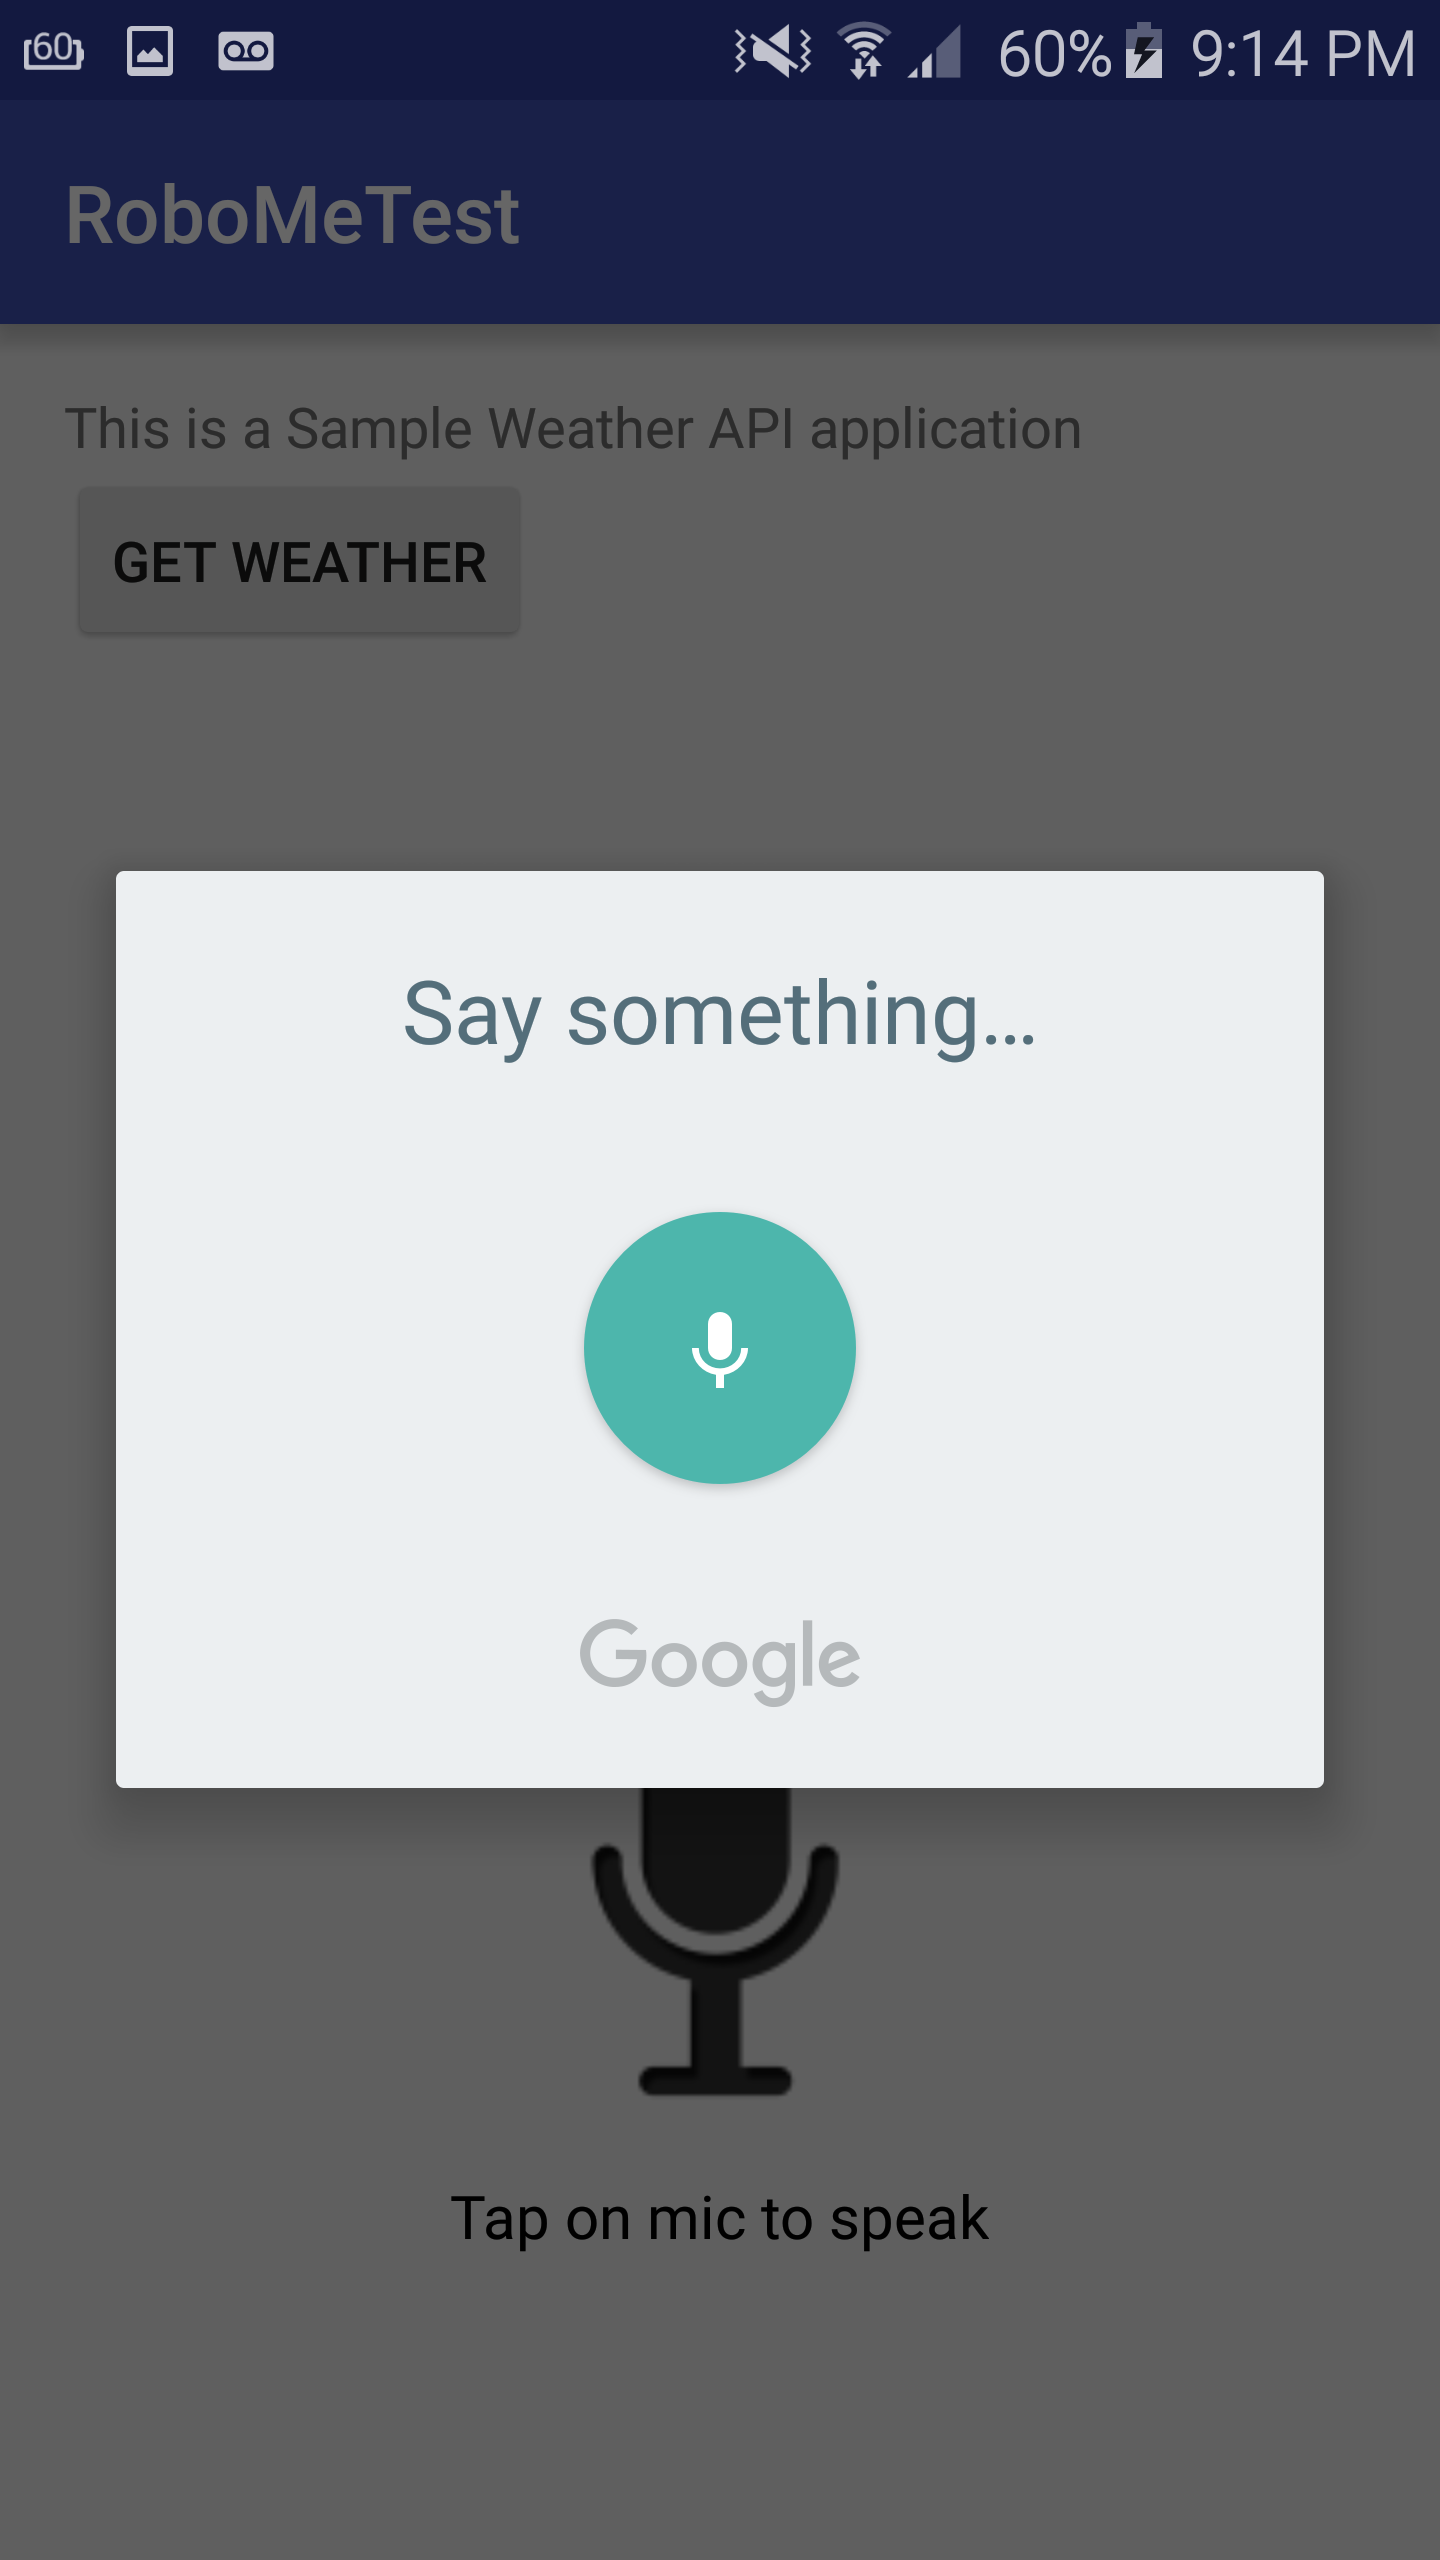 60
60% 9:14 PM
RoboMeTest
This is a Sample Weather API application
GET WEATHER
Say something...
Google
Tap on mic to speak